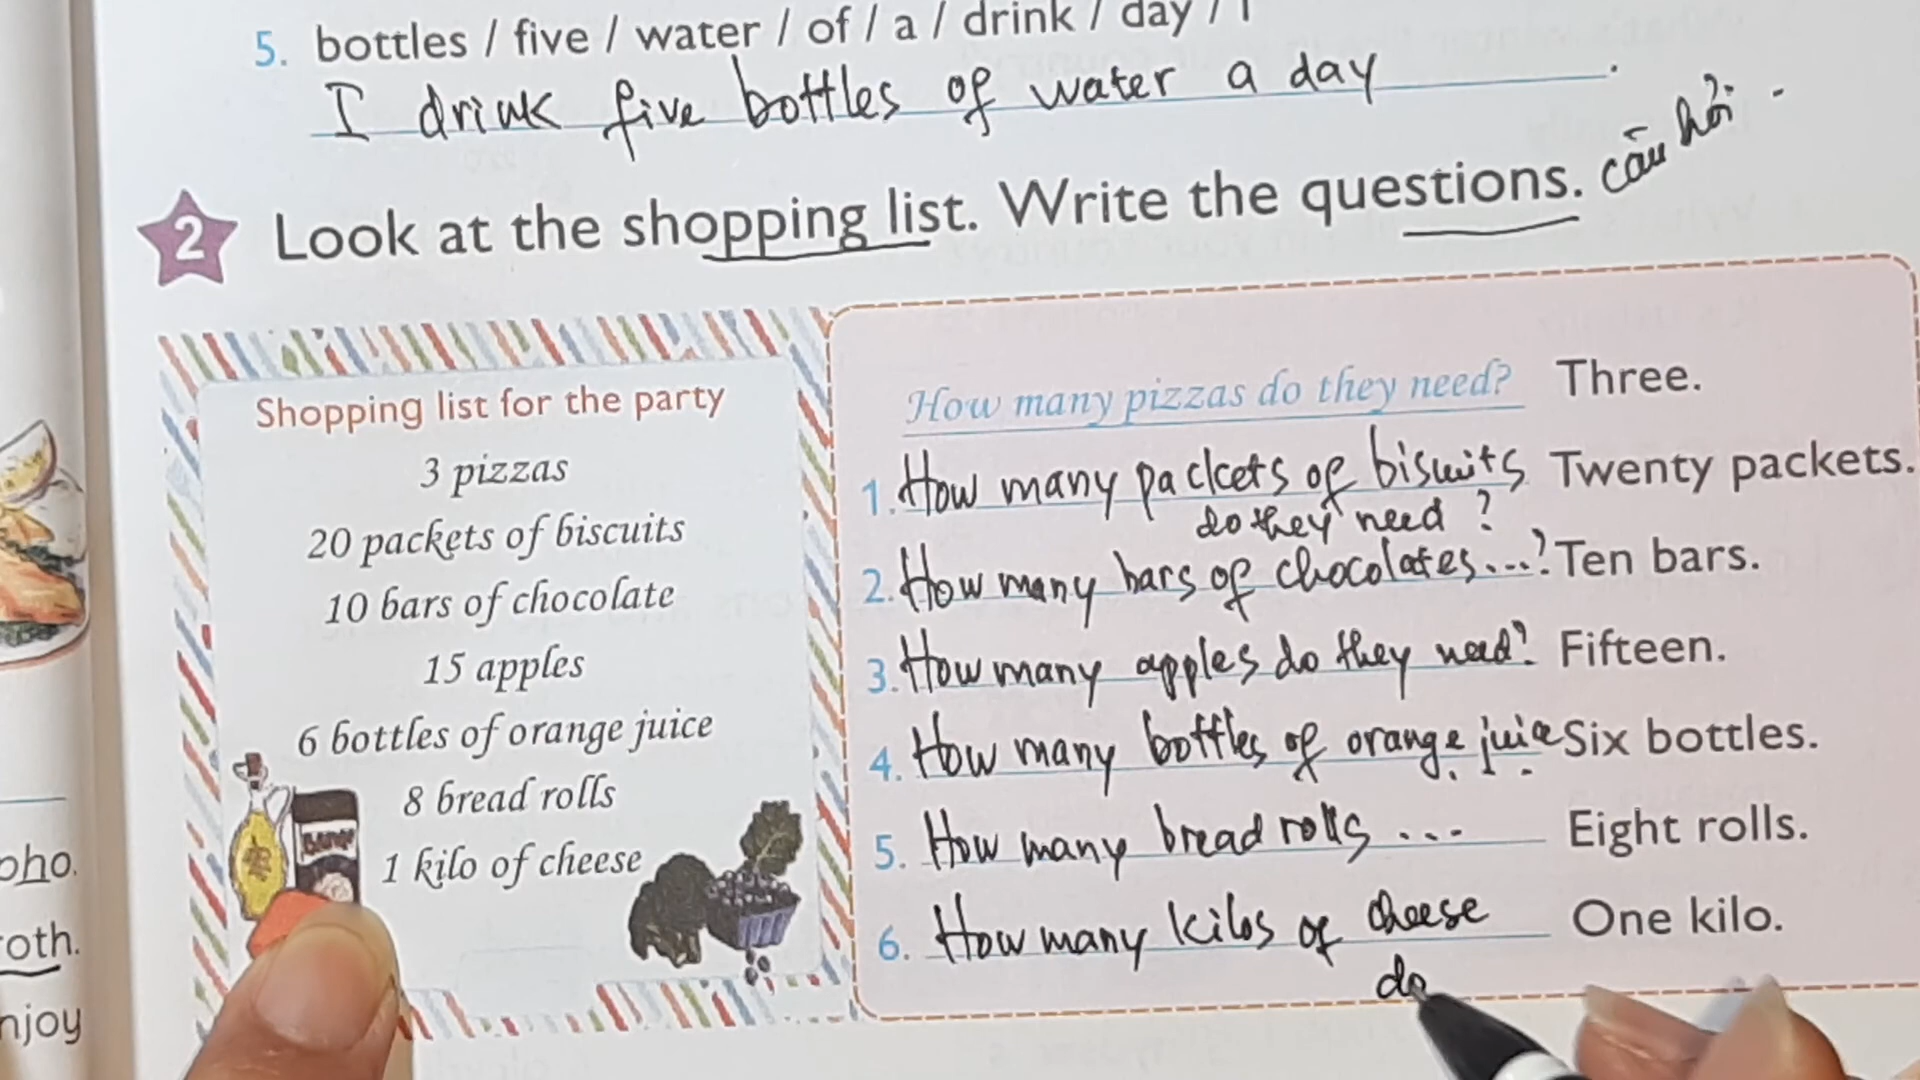 5. bottles / five / water / of / a / drink / day / I
I drink five bottles of water a day .
2 Look at the shopping list. Write the questions. câu hỏi .
Shopping list for the party
3 pizzas
20 packets of biscuits
10 bars of chocolate
15 apples
6 bottles of orange juice
8 bread rolls
1 kilo of cheese
How many pizzas do they need? Three.
1. How many packets of biscuits Twenty packets.
do they need ?
2. How many bars of chocolates...? Ten bars.
3. How many apples do they need? Fifteen.
4. How many bottles of orange juice Six bottles.
...
5. How many bread rolls ... Eight rolls.
6. How many kilos of cheese One kilo.
do
pho.
oth.
njoy